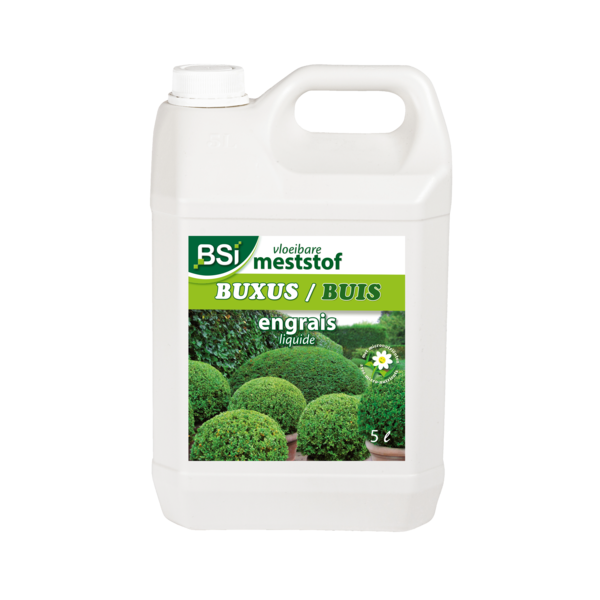 BSi
vloeibare
meststof
BUXUS / BUIS
engrais
liquide
5 ℓ